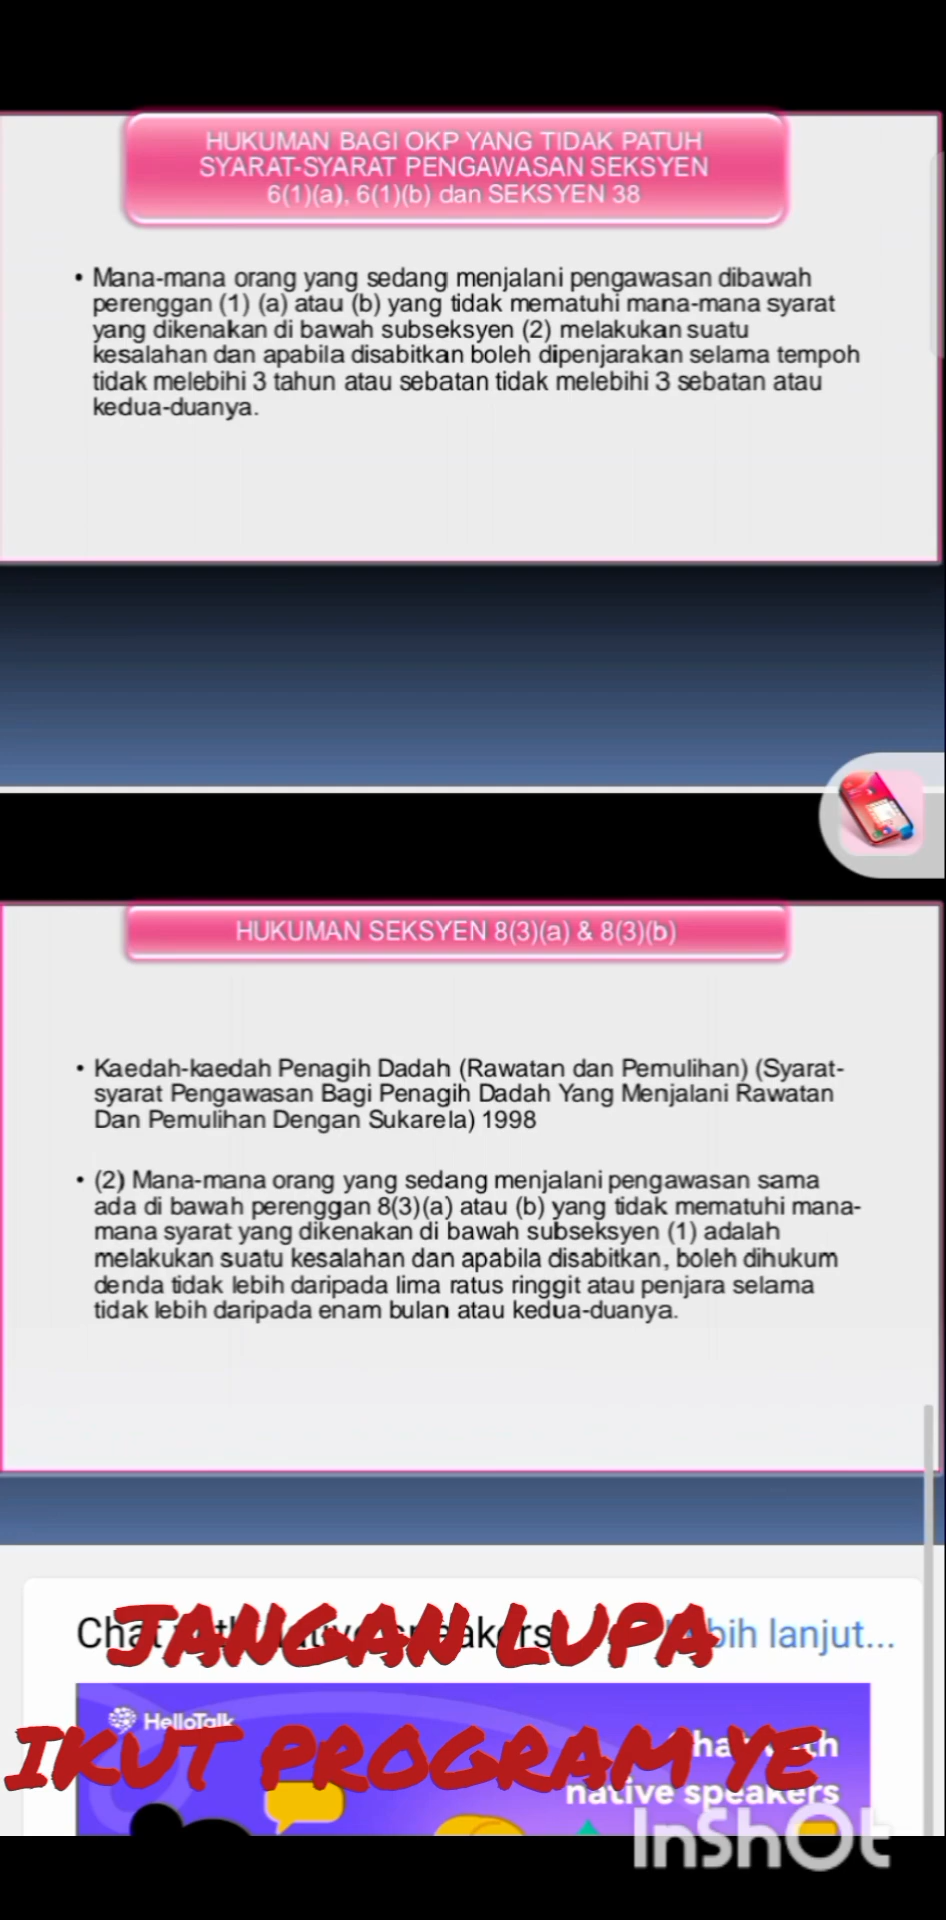 HUKUMAN BAGI OKP YANG TIDAK PATUH
SYARAT-SYARAT PENGAWASAN SEKSYEN
6(1)(a), 6(1)(b) dan SEKSYEN 38
• Mana-mana orang yang sedang menjalani pengawasan dibawah
perenggan (1) (a) atau (b) yang tidak mematuhi mana-mana syarat
yang dikenakan di bawah subseksyen (2) melakukan suatu
kesalahan dan apabila disabitkan boleh dipenjarakan selama tempoh
tidak melebihi 3 tahun atau sebatan tidak melebihi 3 sebatan atau
kedua-duanya.
HUKUMAN SEKSYEN 8(3)(a) & 8(3)(b)
• Kaedah-kaedah Penagih Dadah (Rawatan dan Pemulihan) (Syarat-
syarat Pengawasan Bagi Penagih Dadah Yang Menjalani Rawatan
Dan Pemulihan Dengan Sukarela) 1998
• (2) Mana-mana orang yang sedang menjalani pengawasan sama
ada di bawah perenggan 8(3)(a) atau (b) yang tidak mematuhi mana-
mana syarat yang dikenakan di bawah subseksyen (1) adalah
melakukan suatu kesalahan dan apabila disabitkan, boleh dihukum
denda tidak lebih daripada lima ratus ringgit atau penjara selama
tidak lebih daripada enam bulan atau kedua-duanya.
Chat lanjut...
JANGAN LUPA
HelloTalk
IKUT PROGRAM YE
native speakers
InShOt